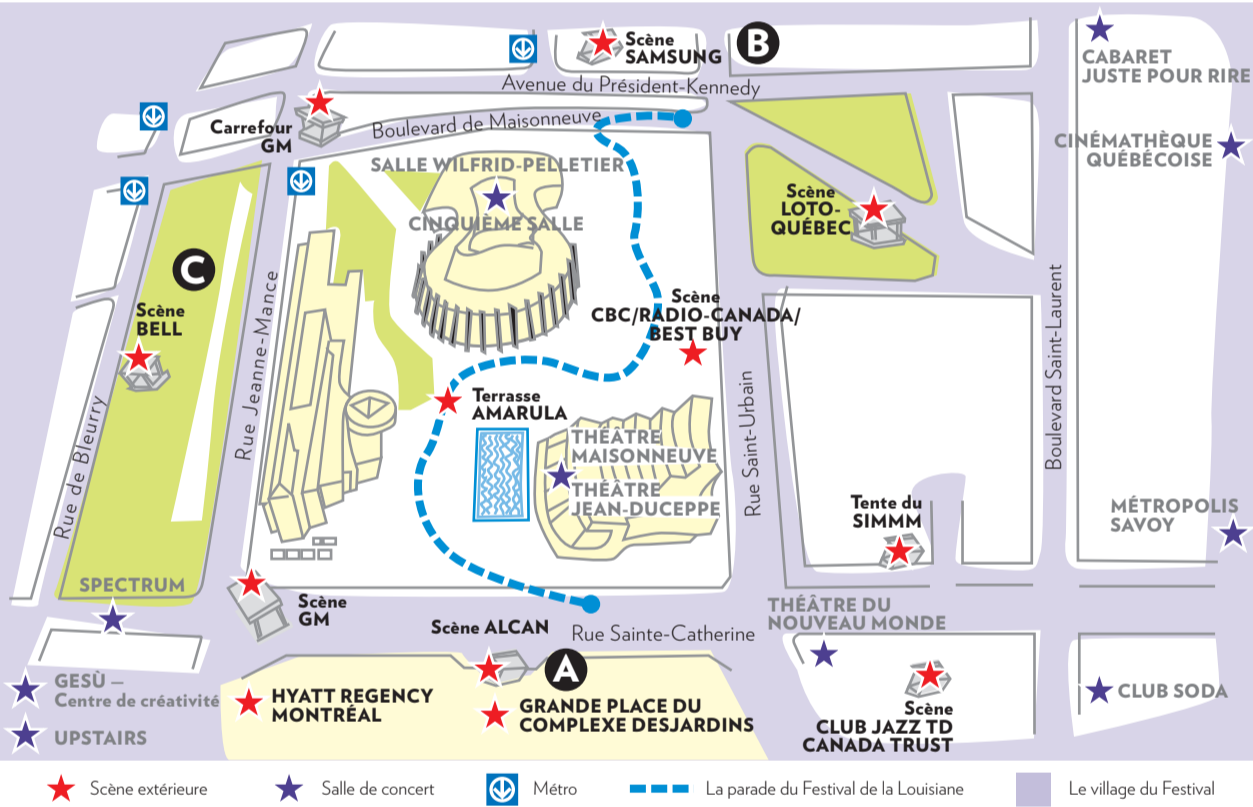 Scène
SAMSUNG
B
CABARET
JUSTE POUR RIRE
Avenue du Président-Kennedy
Carrefour
GM
Boulevard de Maisonneuve
CINÉMATHÈQUE
QUÉBÉCOISE
SALLE WILFRID-PELLETIER
CINQUIÈME SALLE
Scène
LOTO-
QUÉBEC
C
Scène
BELL
Rue Jeanne-Mance
Scène
CBC/RADIO-CANADA/
BEST BUY
Boulevard Saint-Laurent
Terrasse
AMARULA
Rue de Bleurry
Rue Saint-Urbain
THÉÂTRE
MAISONNEUVE
THÉÂTRE
JEAN-DUCEPPE
Tente du
SIMMM
MÉTROPOLIS
SAVOY
SPECTRUM
Scène
GM
Scène ALCAN
Rue Sainte-Catherine
THÉÂTRE DU
NOUVEAU MONDE
A
GESÙ –
Centre de créativité
HYATT REGENCY
MONTRÉAL
GRANDE PLACE DU
COMPLEXE DESJARDINS
Scène
CLUB JAZZ TD
CANADA TRUST
CLUB SODA
UPSTAIRS
Scène extérieure
Salle de concert
Métro
La parade du Festival de la Louisiane
Le village du Festival